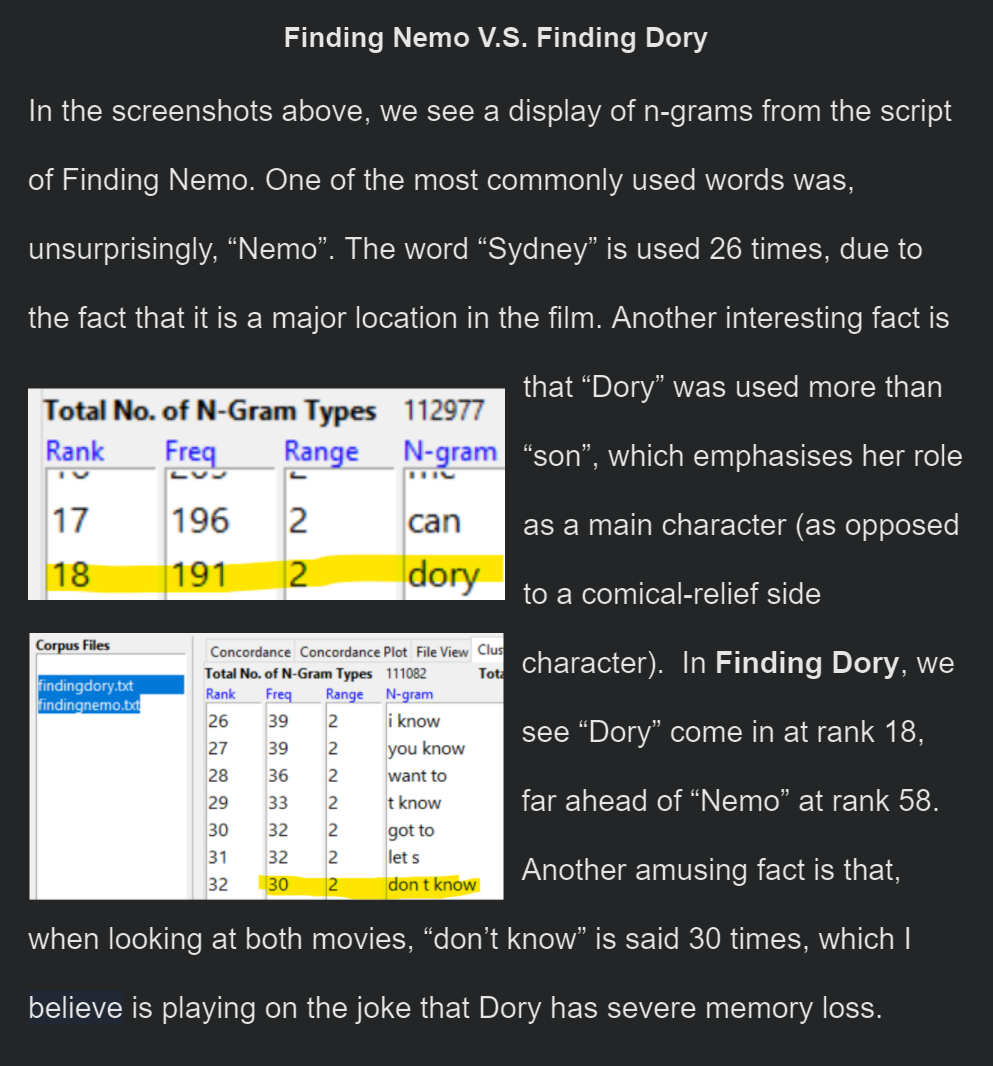 Finding Nemo V.S. Finding Dory
In the screenshots above, we see a display of n-grams from the script
of Finding Nemo. One of the most commonly used words was,
unsurprisingly, “Nemo”. The word “Sydney” is used 26 times, due to
the fact that it is a major location in the film. Another interesting fact is
that “Dory” was used more than
“son”, which emphasises her role
as a main character (as opposed
to a comical-relief side
character).  In Finding Dory, we
see “Dory” come in at rank 18,
far ahead of “Nemo” at rank 58.
Another amusing fact is that,
when looking at both movies, “don’t know” is said 30 times, which I
believe is playing on the joke that Dory has severe memory loss.
Total No. of N-Gram Types 112977
Rank Freq Range N-gram
17 196 2 can
18 191 2 dory
Corpus Files
findingdory.txt
findingnemo.txt
Concordance Concordance Plot File View Clus
Total No. of N-Gram Types 111082 Tota
Rank Freq Range N-gram
26 39 2 i know
27 39 2 you know
28 36 2 want to
29 33 2 t know
30 32 2 got to
31 32 2 let s
32 30 2 don t know